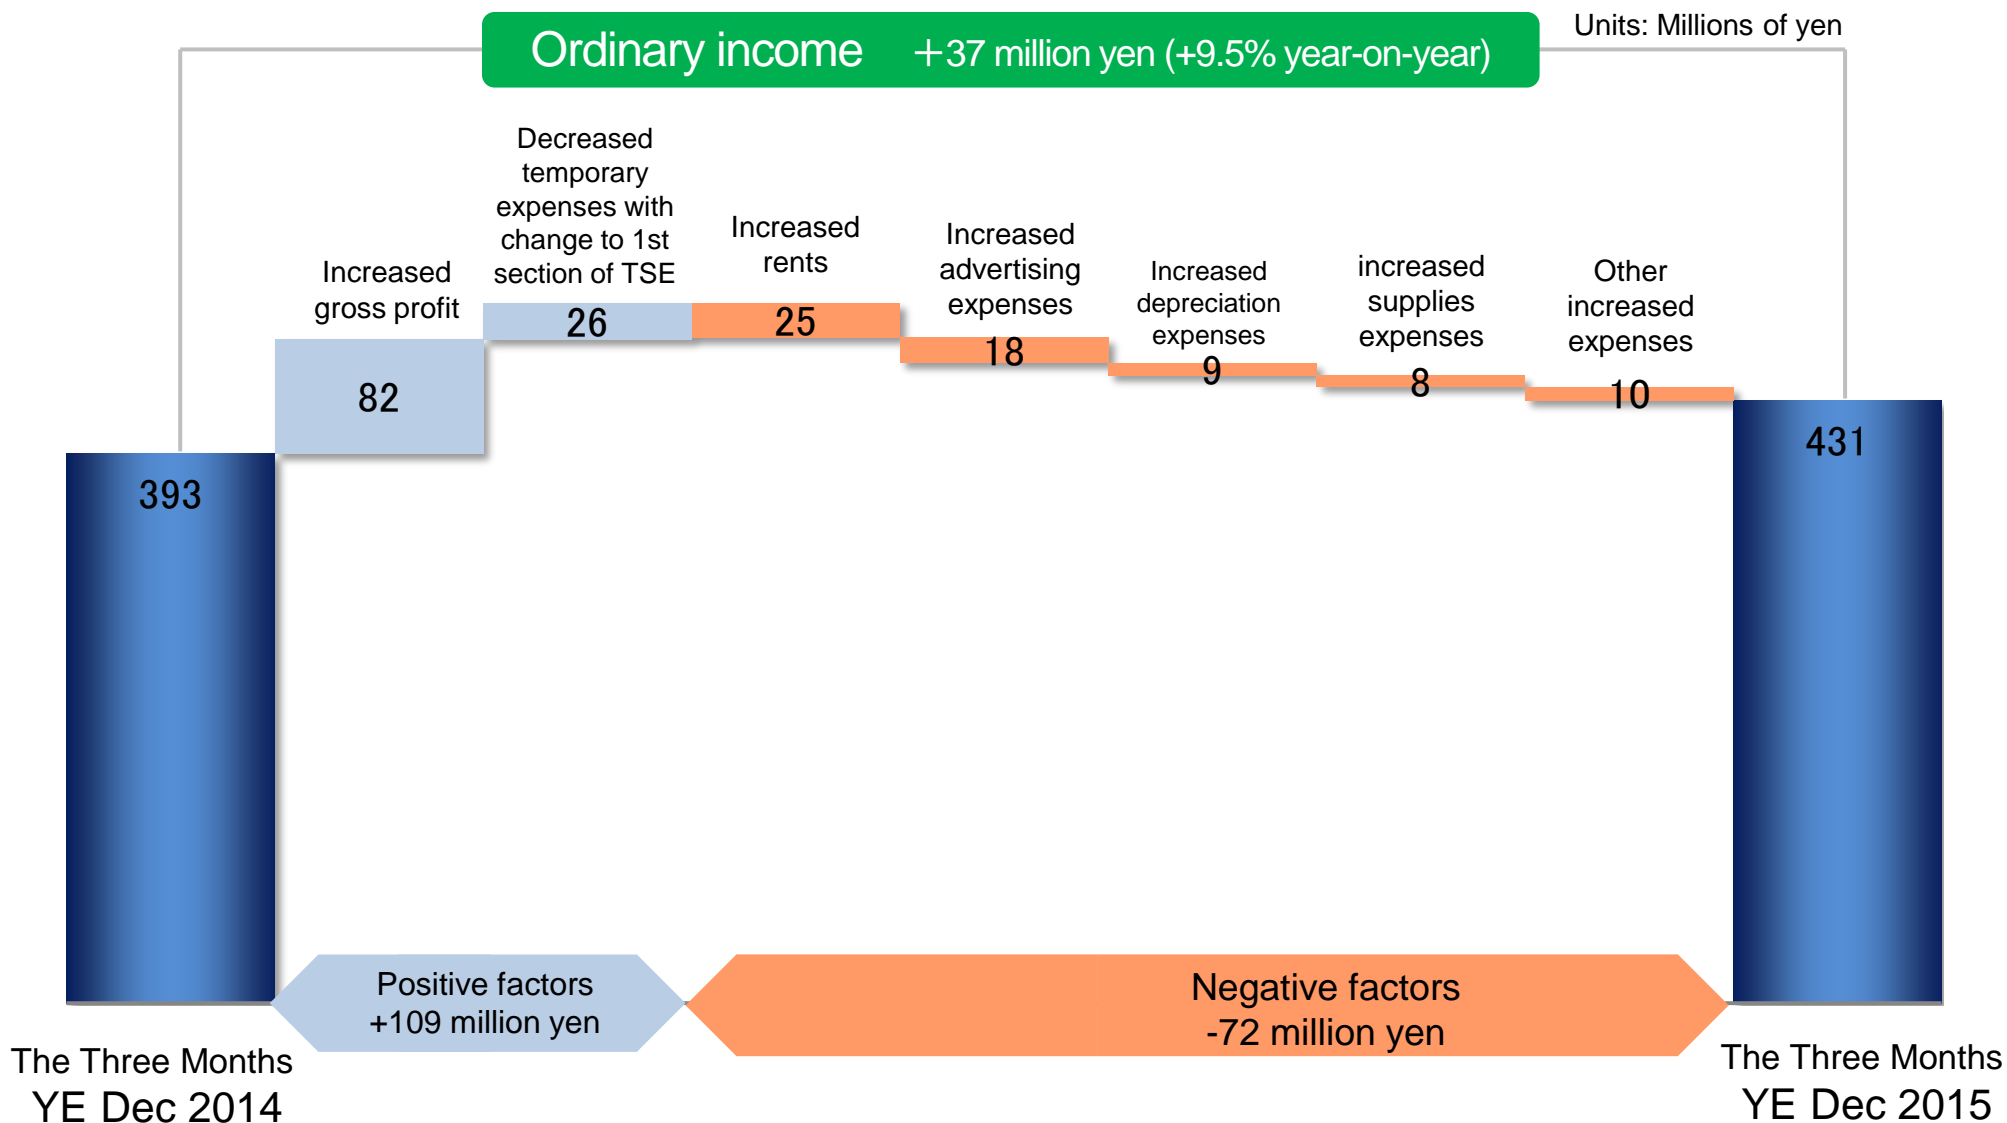 Units: Millions of yen
Ordinary income ＋37 million yen (+9.5% year-on-year)
Decreased
temporary
expenses with
change to 1st
section of TSE
Increased
gross profit
Increased
rents
Increased
advertising
expenses
Increased
depreciation
expenses
increased
supplies
expenses
Other
increased
expenses
393
82
26
25
18
9
8
10
431
Positive factors
+109 million yen
Negative factors
-72 million yen
The Three Months
YE Dec 2014
The Three Months
YE Dec 2015